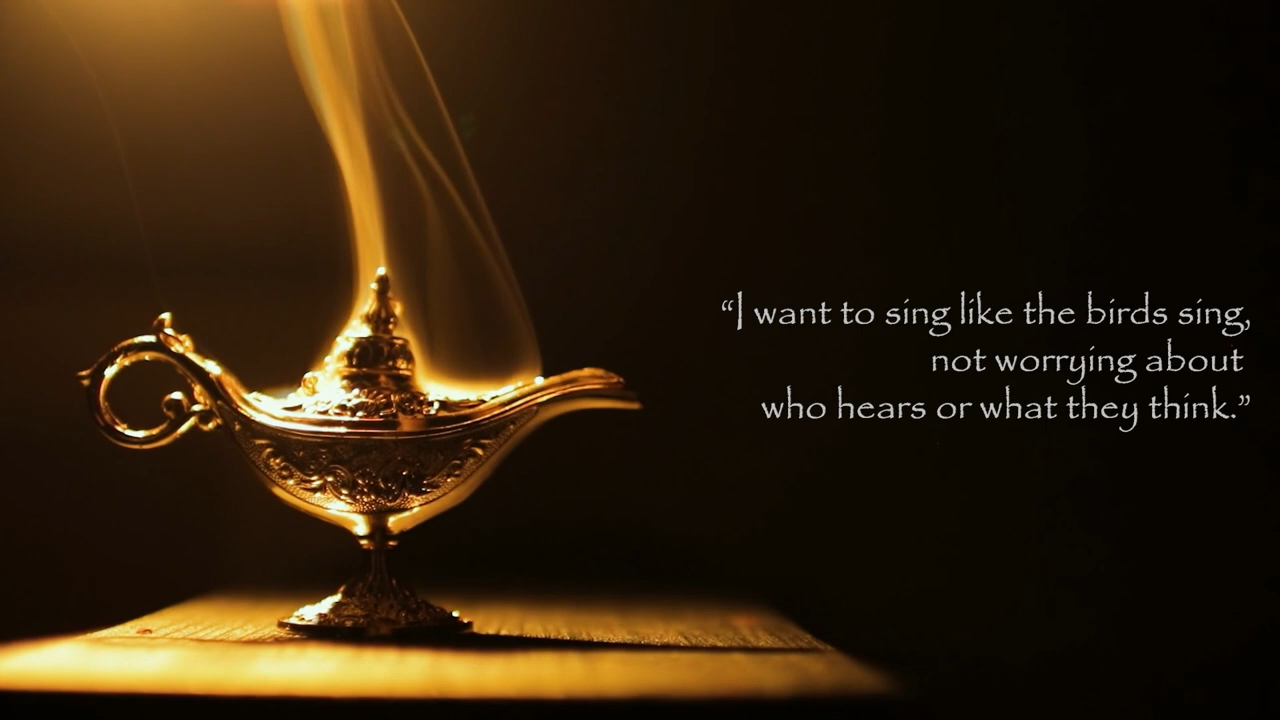 “I want to sing like the birds sing,
not worrying about
who hears or what they think.”